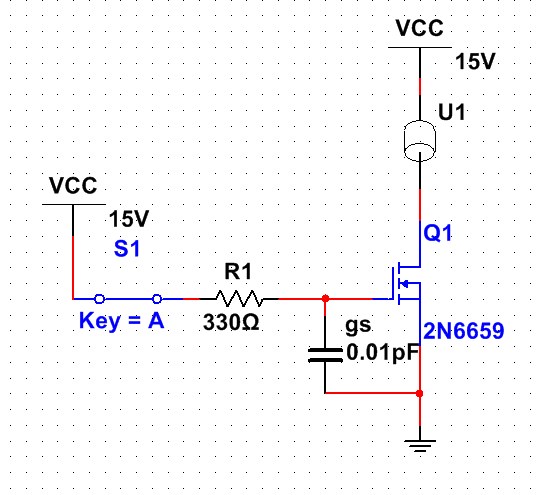 VCC
15V
U1
VCC
15V
S1
Q1
R1
Key = A
330Ω
gs
2N6659
0.01pF